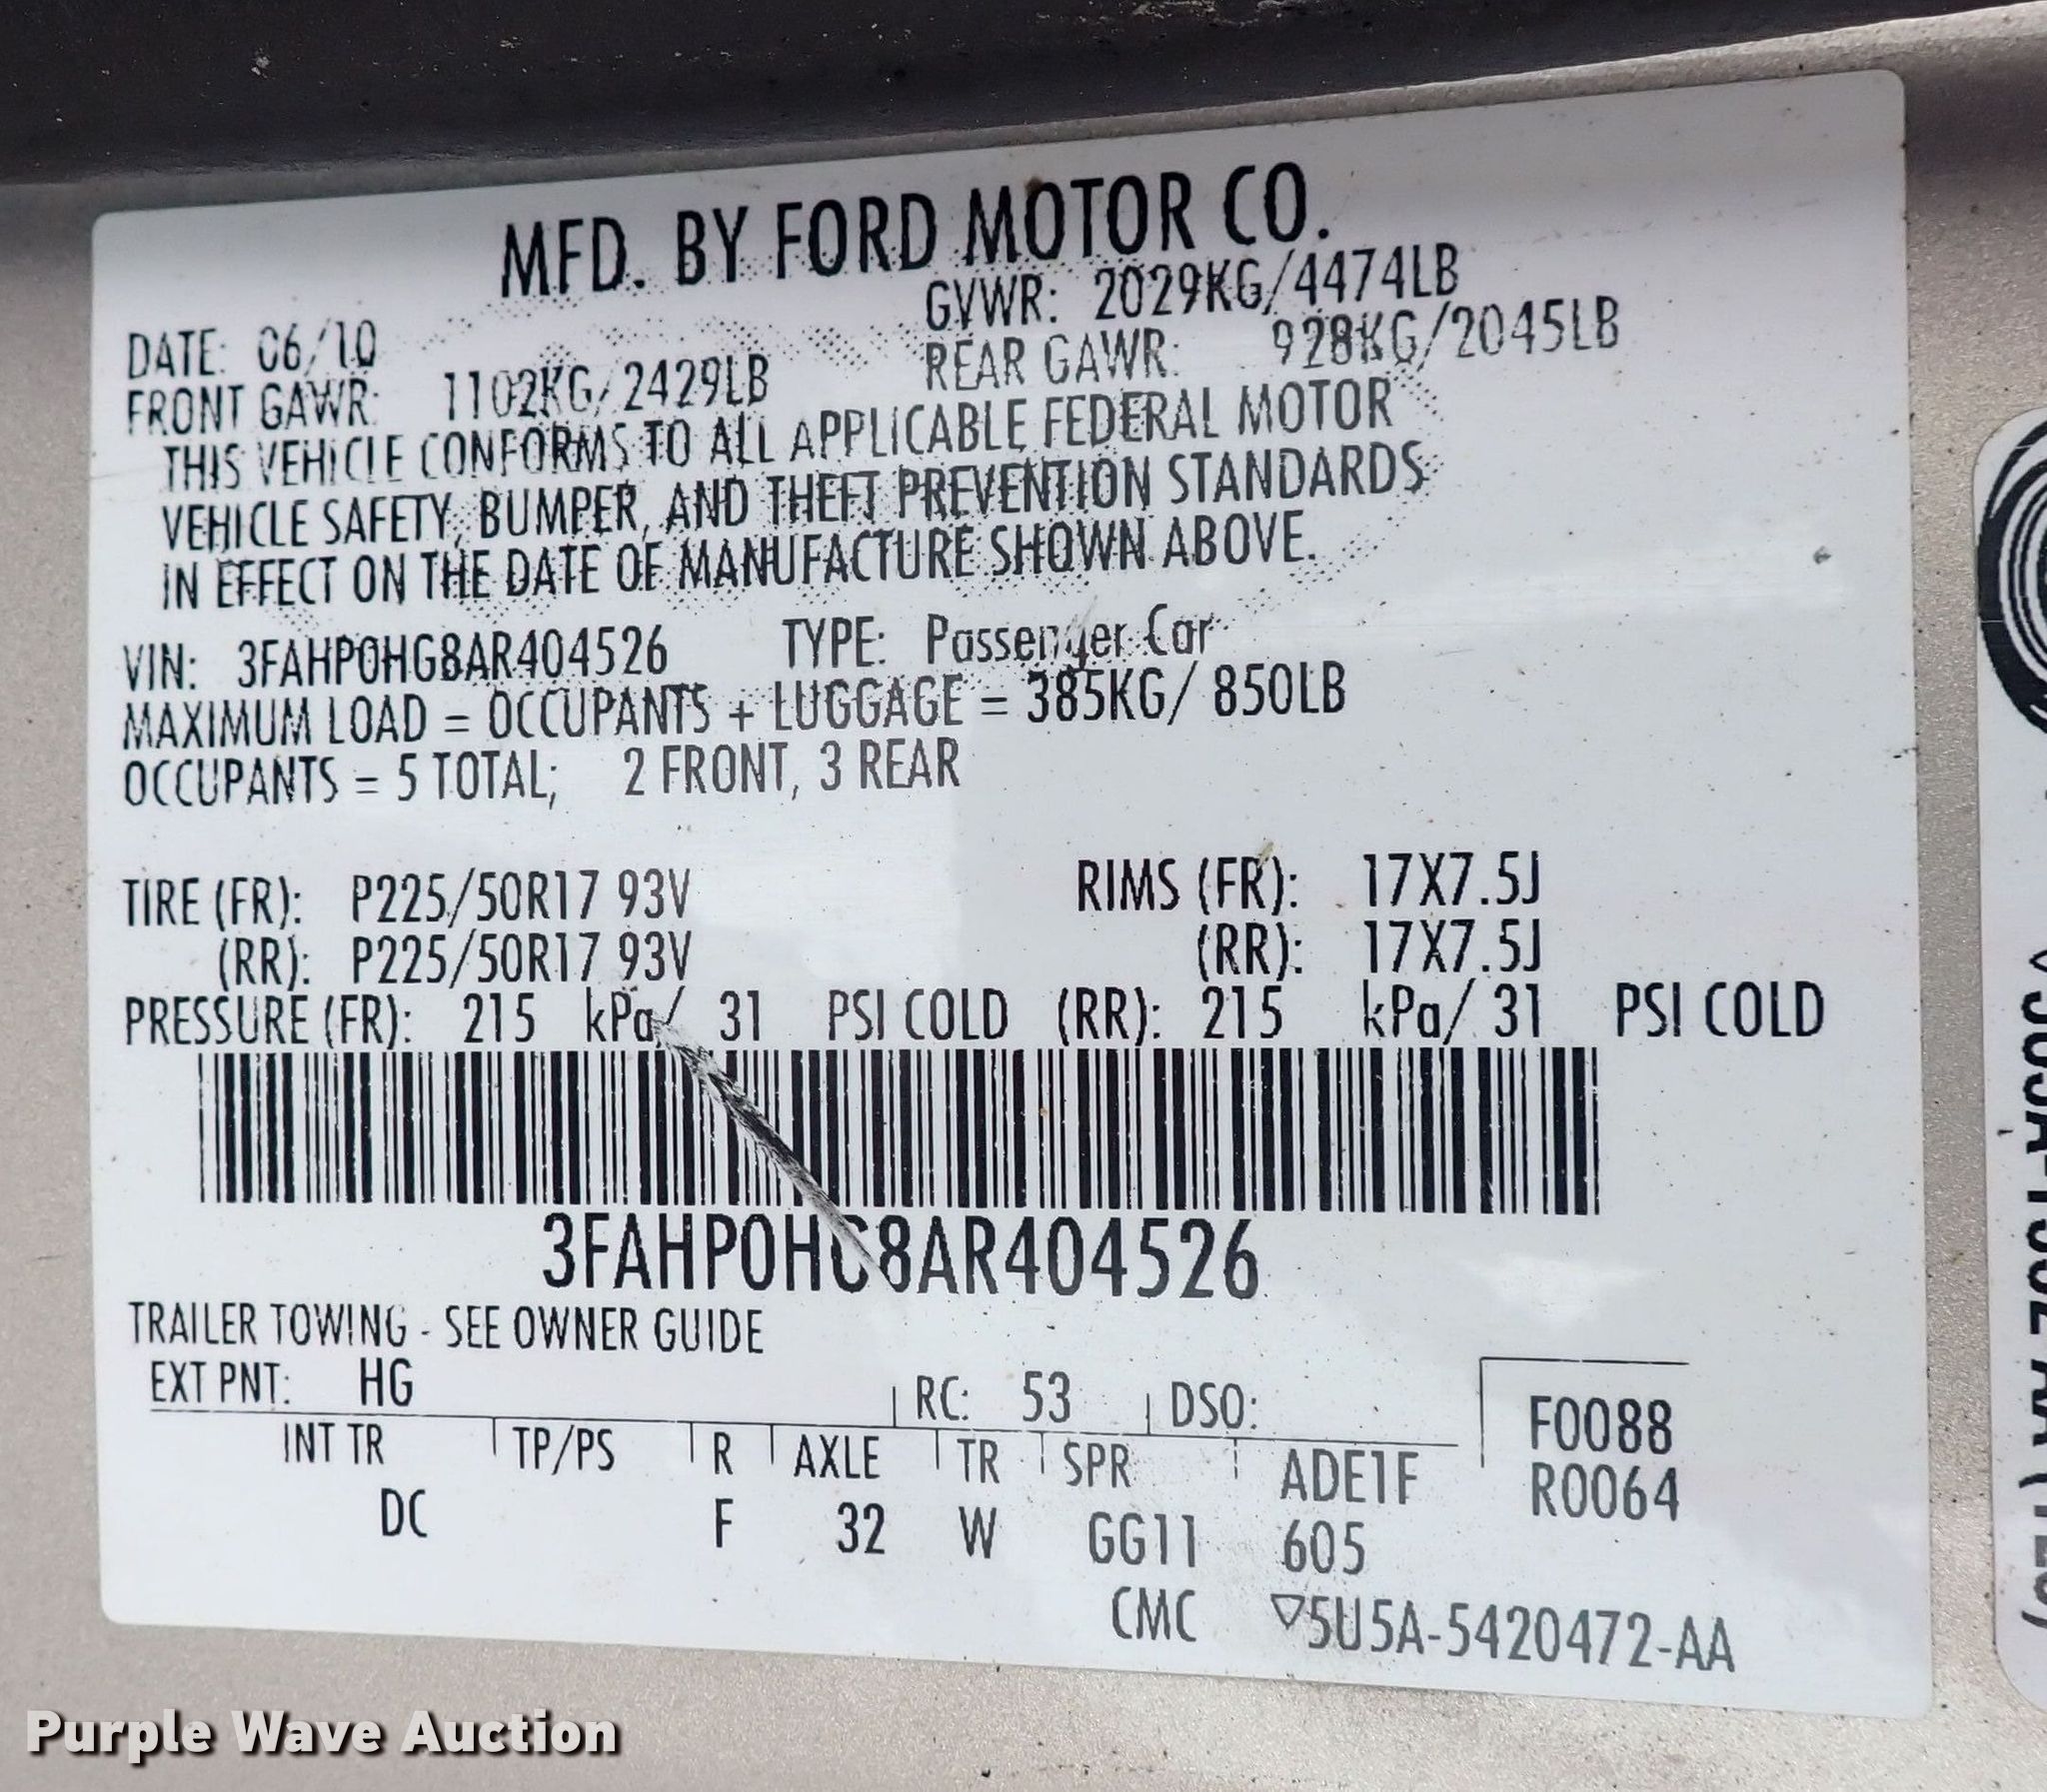 MFD. BY FORD MOTOR CO.
DATE: 06/10 GVWR: 2029KG/4474LB
FRONT GAWR: 1102KG/2429LB REAR GAWR: 928KG/2045LB
THIS VEHICLE CONFORMS TO ALL APPLICABLE FEDERAL MOTOR
VEHICLE SAFETY, BUMPER, AND THEFT PREVENTION STANDARDS
IN EFFECT ON THE DATE OF MANUFACTURE SHOWN ABOVE.
VIN: 3FAHP0HG8AR404526 TYPE: Passenger Car
MAXIMUM LOAD = OCCUPANTS + LUGGAGE = 385KG/ 850LB
OCCUPANTS = 5 TOTAL; 2 FRONT, 3 REAR
TIRE (FR): P225/50R17 93V RIMS (FR): 17X7.5J
(RR): P225/50R17 93V (RR): 17X7.5J
PRESSURE (FR): 215 kPa/ 31 PSI COLD (RR): 215 kPa/ 31 PSI COLD
3FAHP0HG8AR404526
TRAILER TOWING - SEE OWNER GUIDE
EXT PNT: HG RC: 53 DSO: F0088
INT TR TP/PS R AXLE TR SPR ADE1F R0064
DC F 32 W GG11 605
CMC ▽5U5A-5420472-AA
Purple Wave Auction